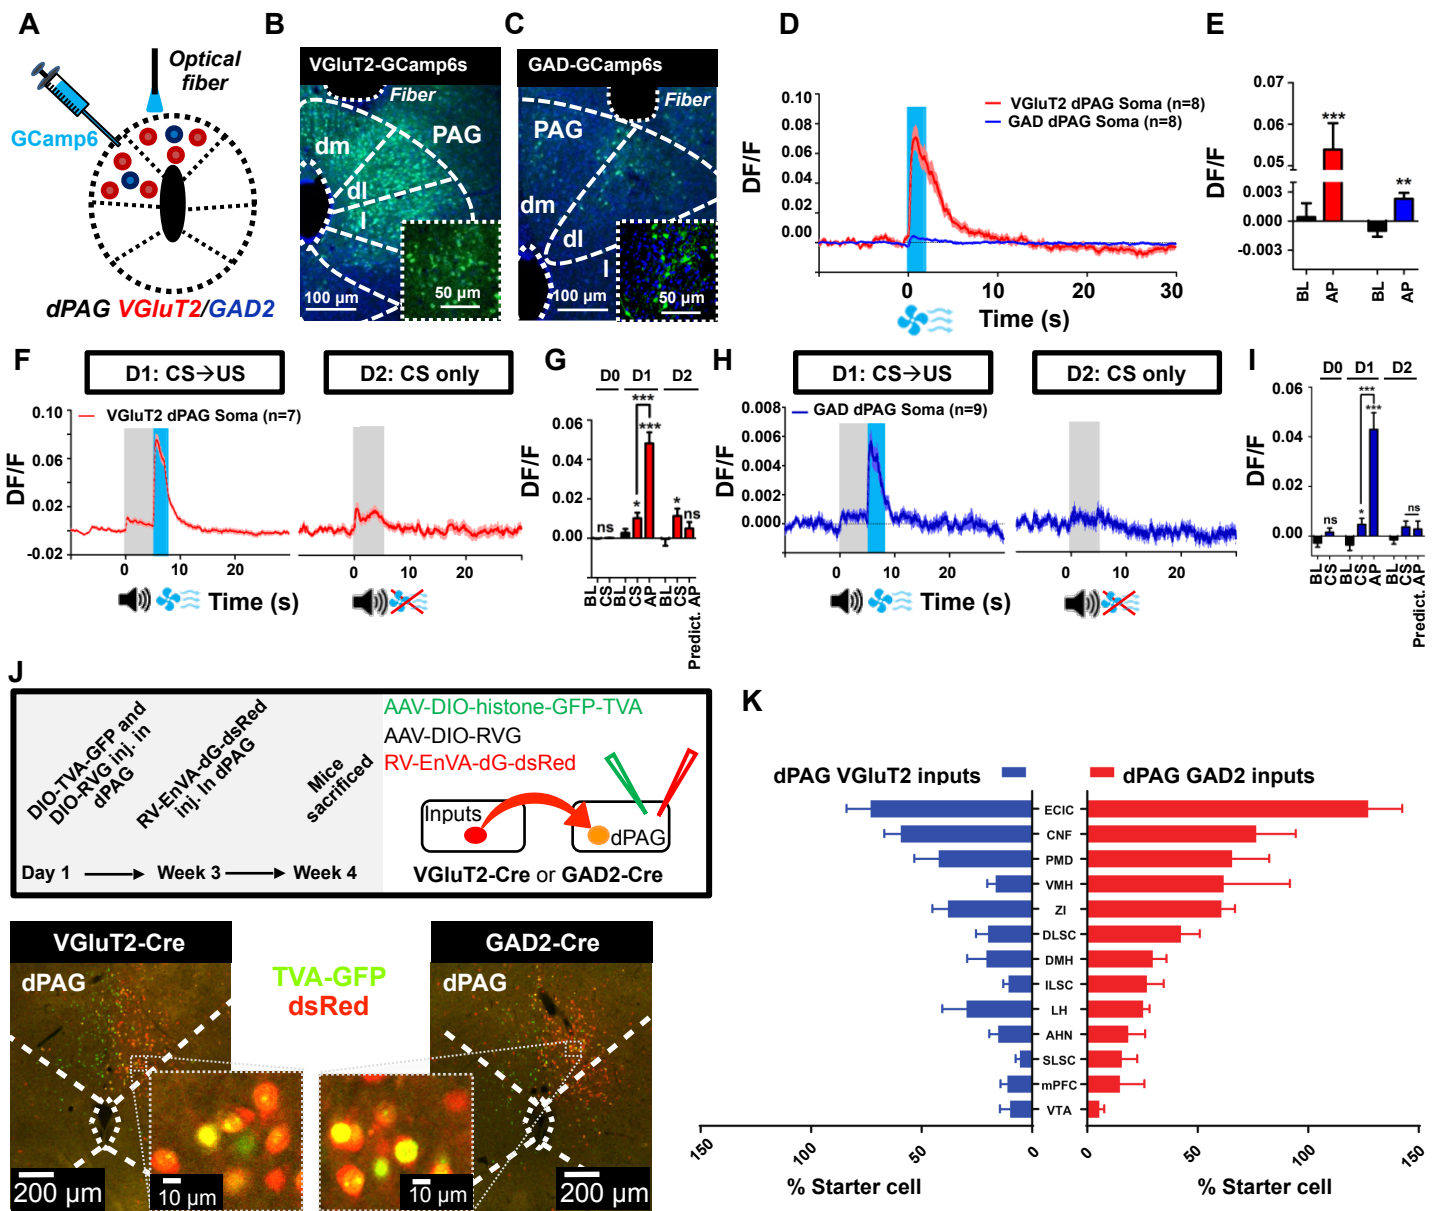 A
Optical
fiber
GCamp6
dPAG VGluT2/GAD2
B
VGluT2-GCamp6s
Fiber
PAG
dm
dl
l
100 µm
50 µm
C
GAD-GCamp6s
Fiber
PAG
dm
dl
l
100 µm
50 µm
D
VGluT2 dPAG Soma (n=8)
GAD dPAG Soma (n=8)
DF/F
0.10
0.08
0.06
0.04
0.02
0.00
0
10
20
30
Time (s)
E
DF/F
0.07
0.06
0.05
0.003
0.000
-0.003
***
**
BL
AP
BL
AP
F
D1: CS→US
D2: CS only
VGluT2 dPAG Soma (n=7)
DF/F
0.10
0.06
0.02
-0.02
0
10
20
0
10
20
30
Time (s)
G
D0 D1 D2
DF/F
0.06
0.04
0.02
0.00
ns
*
***
***
*
ns
BL
CS
BL
CS
AP
BL
CS
Predict. AP
H
D1: CS→US
D2: CS only
GAD dPAG Soma (n=9)
DF/F
0.008
0.006
0.004
0.002
0.000
0
10
20
30
0
10
20
30
Time (s)
I
D0 D1 D2
DF/F
0.06
0.04
0.02
0.00
ns
*
***
***
ns
BL
CS
BL
CS
AP
BL
CS
Predict. AP
J
DIO-TVA-GFP and
DIO-RVG inj. in
dPAG
RV-EnVA-dG-dsRed
inj. In dPAG
Mice
sacrificed
Day 1
Week 3
Week 4
AAV-DIO-histone-GFP-TVA
AAV-DIO-RVG
RV-EnVA-dG-dsRed
Inputs
dPAG
VGluT2-Cre or GAD2-Cre
VGluT2-Cre
dPAG
200 µm
10 µm
TVA-GFP
dsRed
GAD2-Cre
dPAG
10 µm
200 µm
K
dPAG VGluT2 inputs
dPAG GAD2 inputs
ECIC
CNF
PMD
VMH
ZI
DLSC
DMH
ILSC
LH
AHN
SLSC
mPFC
VTA
150
100
50
0
0
50
100
150
% Starter cell
% Starter cell